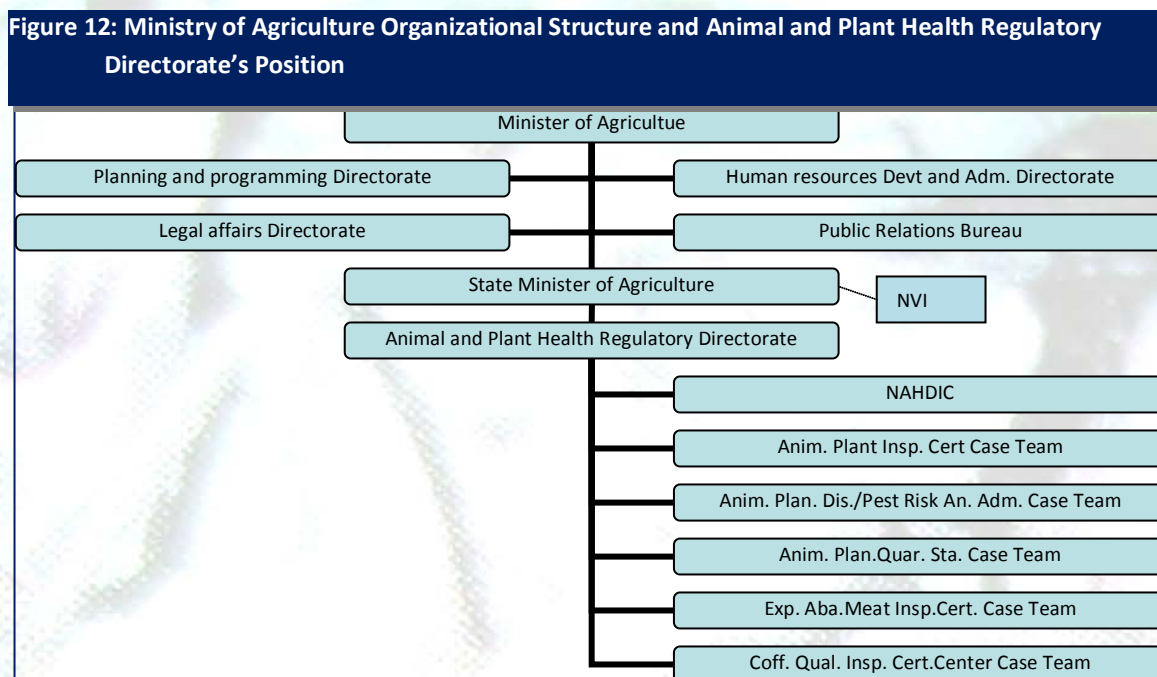 Figure 12: Ministry of Agriculture Organizational Structure and Animal and Plant Health Regulatory
Directorate’s Position
Minister of Agricultue
Planning and programming Directorate
Human resources Devt and Adm. Directorate
Legal affairs Directorate
Public Relations Bureau
State Minister of Agriculture
NVI
Animal and Plant Health Regulatory Directorate
NAHDIC
Anim. Plant Insp. Cert Case Team
Anim. Plan. Dis./Pest Risk An. Adm. Case Team
Anim. Plan.Quar. Sta. Case Team
Exp. Aba.Meat Insp.Cert. Case Team
Coff. Qual. Insp. Cert.Center Case Team